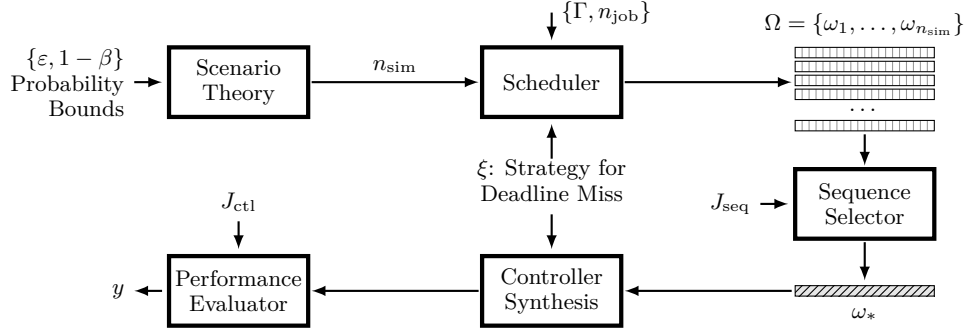 {Γ, n_job}
Ω = {ω_1, . . . , ω_{n_sim}}
{ε, 1 − β}
Probability
Bounds
Scenario
Theory
n_sim
Scheduler
. . .
ξ: Strategy for
Deadline Miss
J_ctl
J_seq
Sequence
Selector
y
Performance
Evaluator
Controller
Synthesis
ω_*